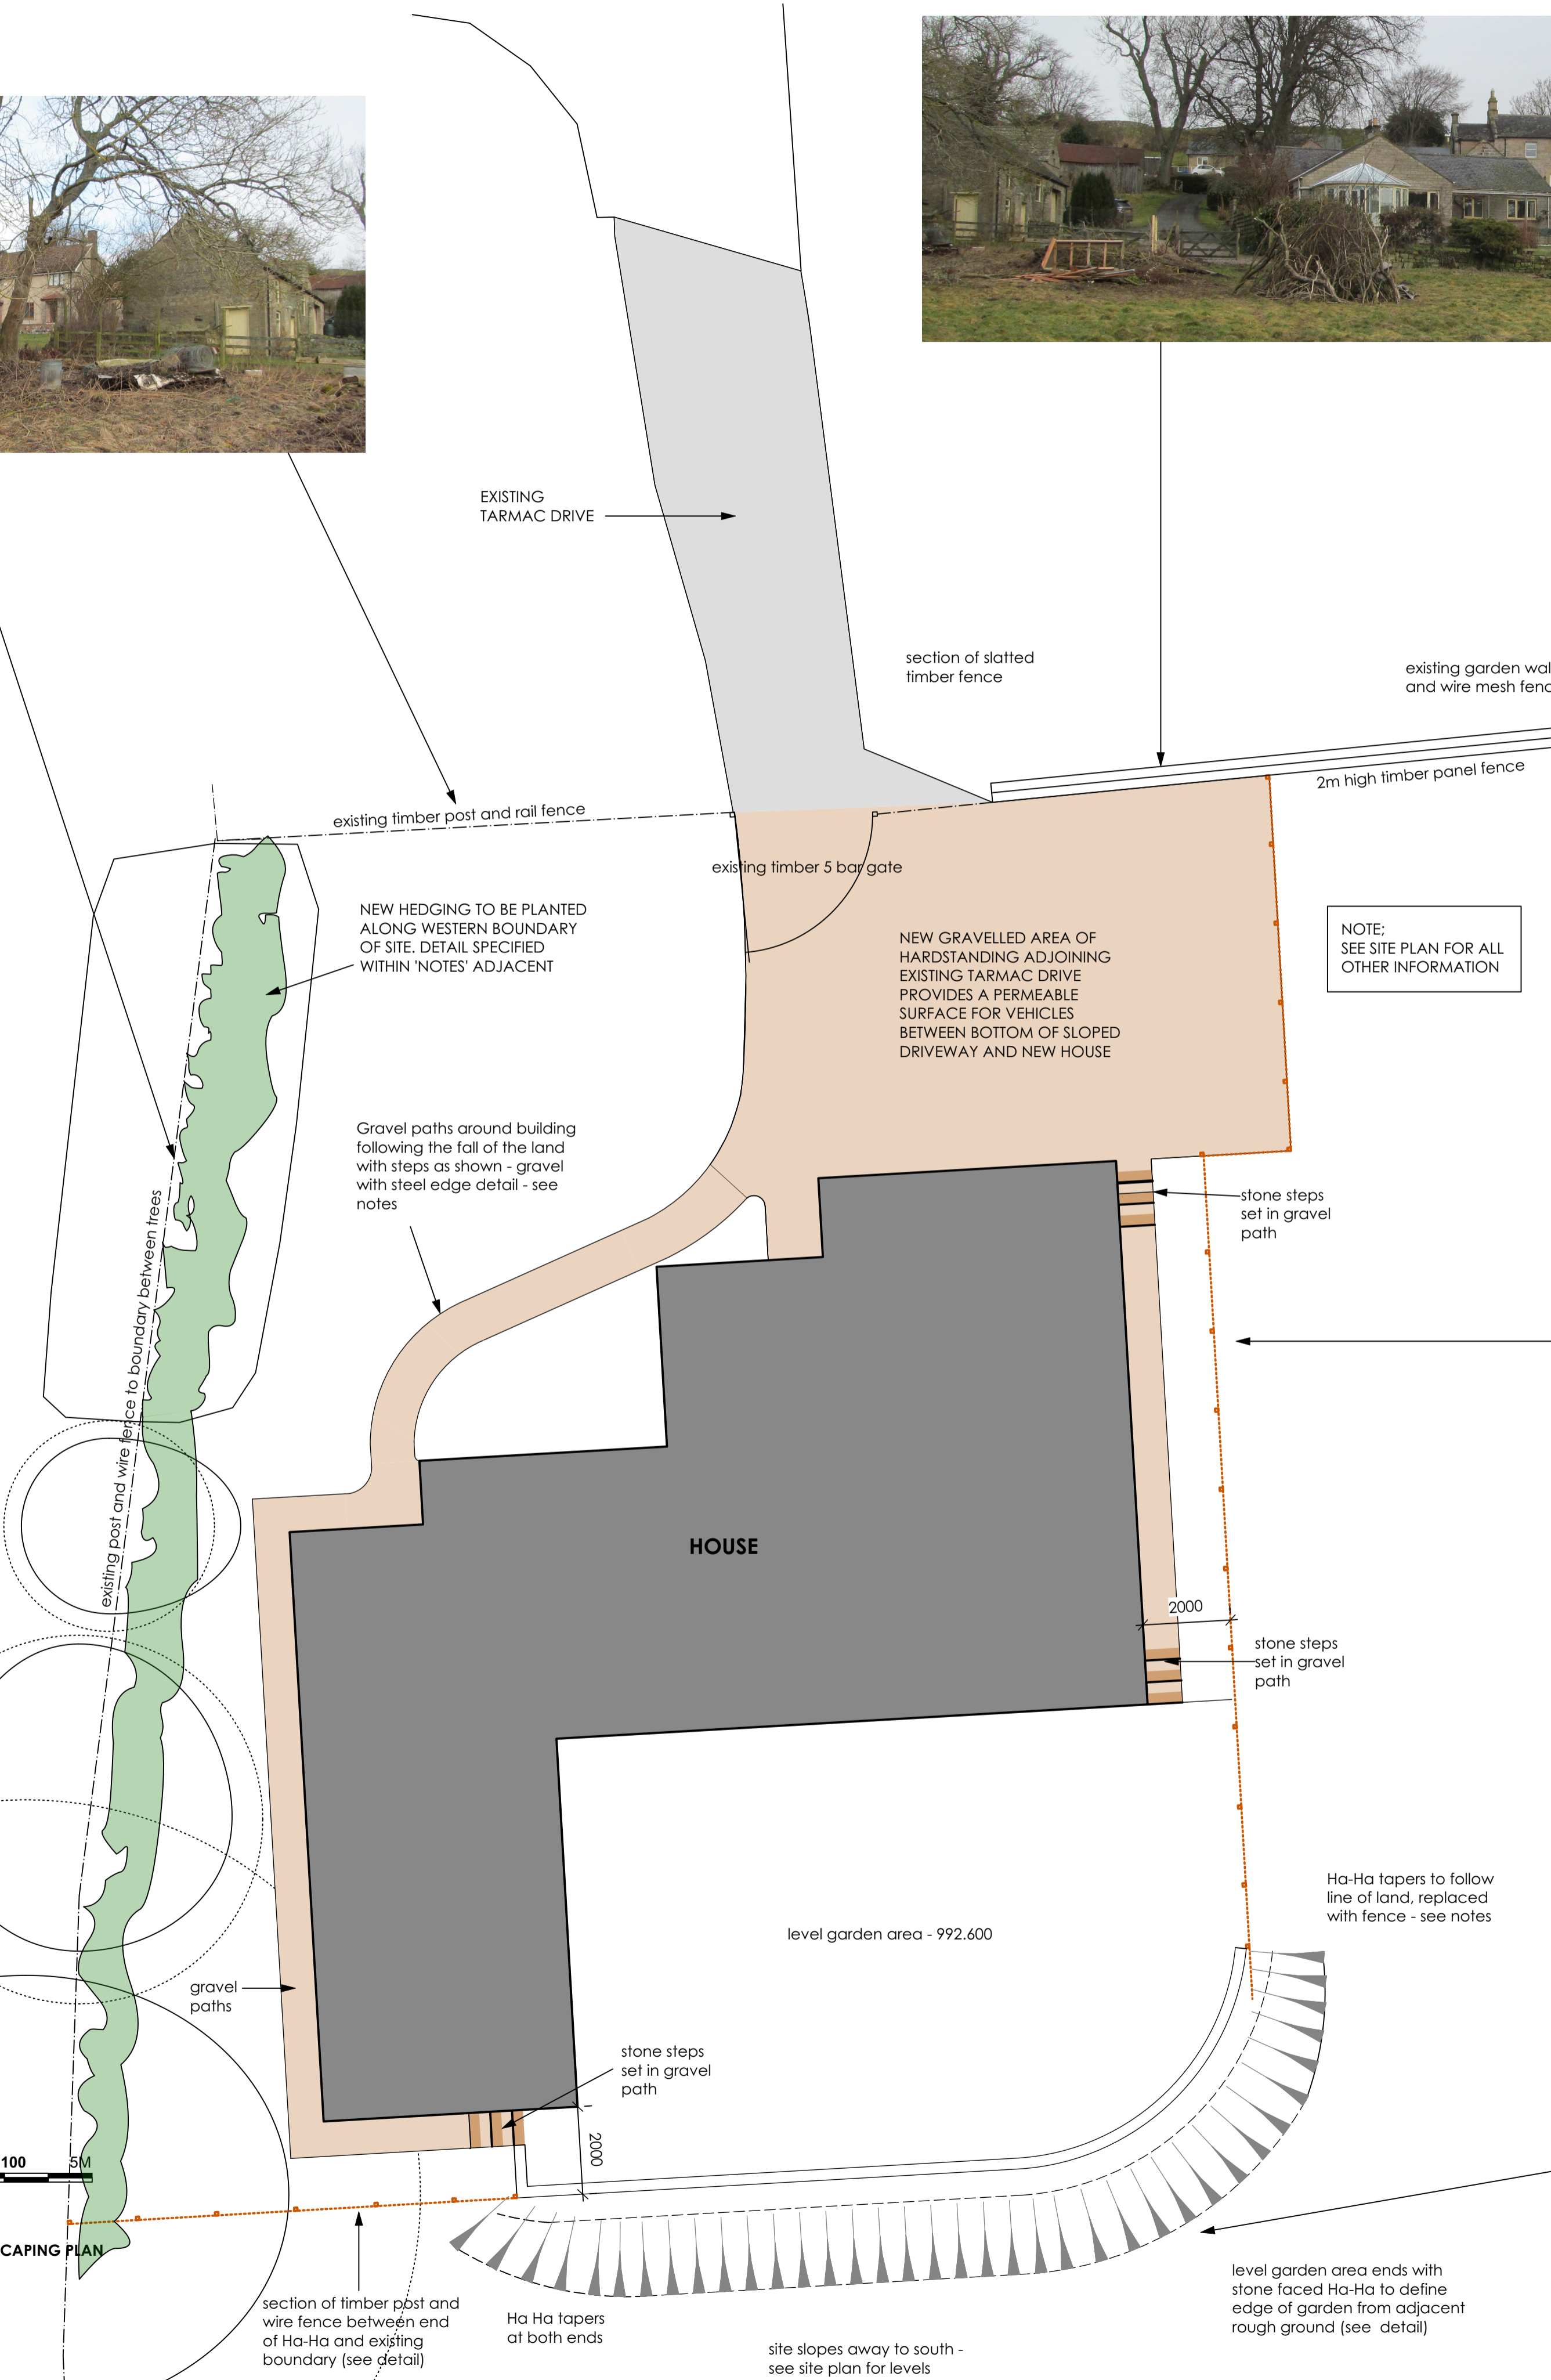 EXISTING
TARMAC DRIVE
section of slatted
timber fence
existing garden wal
and wire mesh fenc
2m high timber panel fence
existing timber post and rail fence
existing timber 5 bar gate
NEW HEDGING TO BE PLANTED
ALONG WESTERN BOUNDARY
OF SITE. DETAIL SPECIFIED
WITHIN 'NOTES' ADJACENT
NEW GRAVELLED AREA OF
HARDSTANDING ADJOINING
EXISTING TARMAC DRIVE
PROVIDES A PERMEABLE
SURFACE FOR VEHICLES
BETWEEN BOTTOM OF SLOPED
DRIVEWAY AND NEW HOUSE
NOTE;
SEE SITE PLAN FOR ALL
OTHER INFORMATION
Gravel paths around building
following the fall of the land
with steps as shown - gravel
with steel edge detail - see
notes
stone steps
set in gravel
path
existing post and wire fence to boundary between trees
HOUSE
2000
stone steps
set in gravel
path
Ha-Ha tapers to follow
line of land, replaced
with fence - see notes
level garden area - 992.600
gravel
paths
stone steps
set in gravel
path
2000
100
5M
CAPING PLAN
section of timber post and
wire fence between end
of Ha-Ha and existing
boundary (see detail)
Ha Ha tapers
at both ends
level garden area ends with
stone faced Ha-Ha to define
edge of garden from adjacent
rough ground (see detail)
site slopes away to south -
see site plan for levels